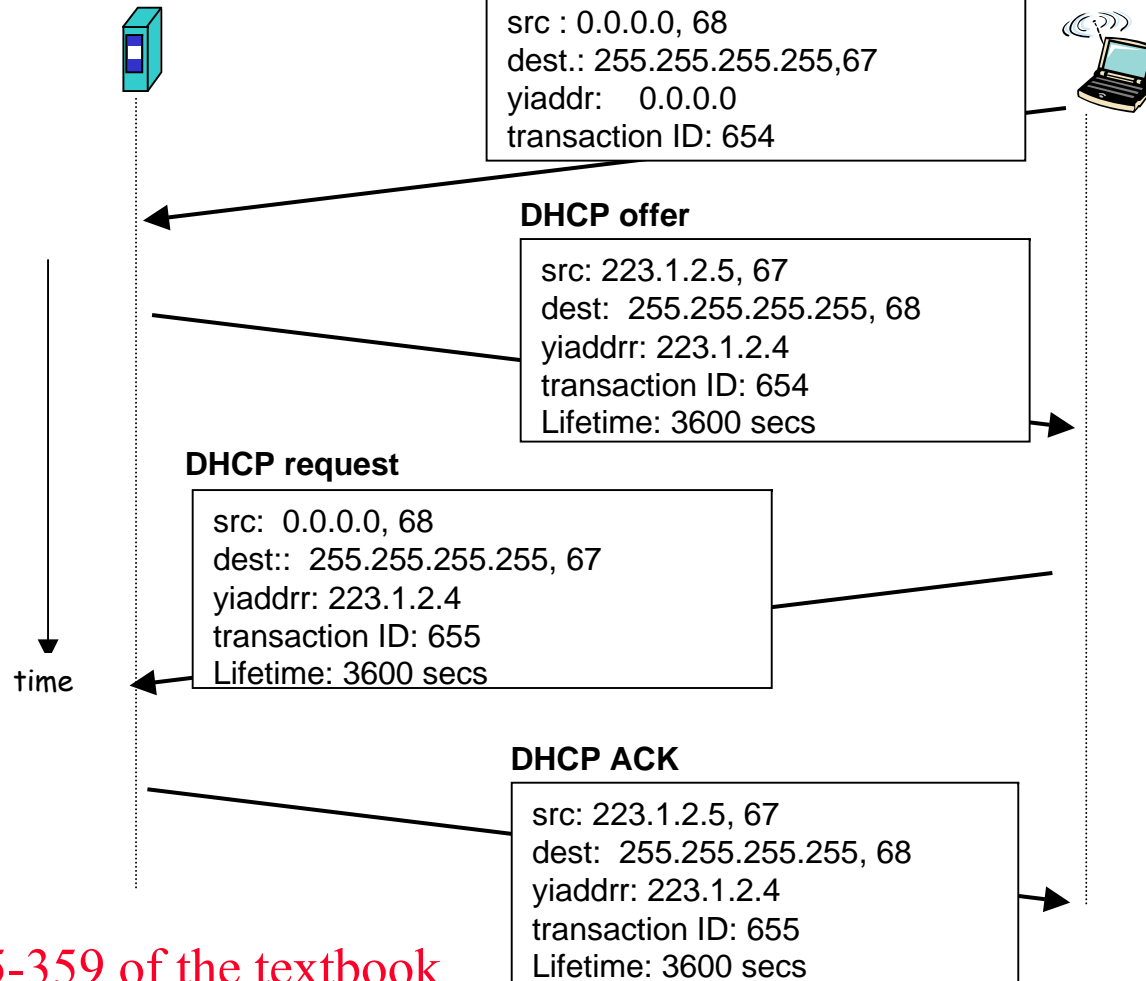 src : 0.0.0.0, 68
dest.: 255.255.255.255,67
yiaddr: 0.0.0.0
transaction ID: 654
DHCP offer
src: 223.1.2.5, 67
dest: 255.255.255.255, 68
yiaddrr: 223.1.2.4
transaction ID: 654
Lifetime: 3600 secs
DHCP request
src: 0.0.0.0, 68
dest:: 255.255.255.255, 67
yiaddrr: 223.1.2.4
transaction ID: 655
Lifetime: 3600 secs
time
DHCP ACK
src: 223.1.2.5, 67
dest: 255.255.255.255, 68
yiaddrr: 223.1.2.4
transaction ID: 655
Lifetime: 3600 secs
5-359 of the textbook